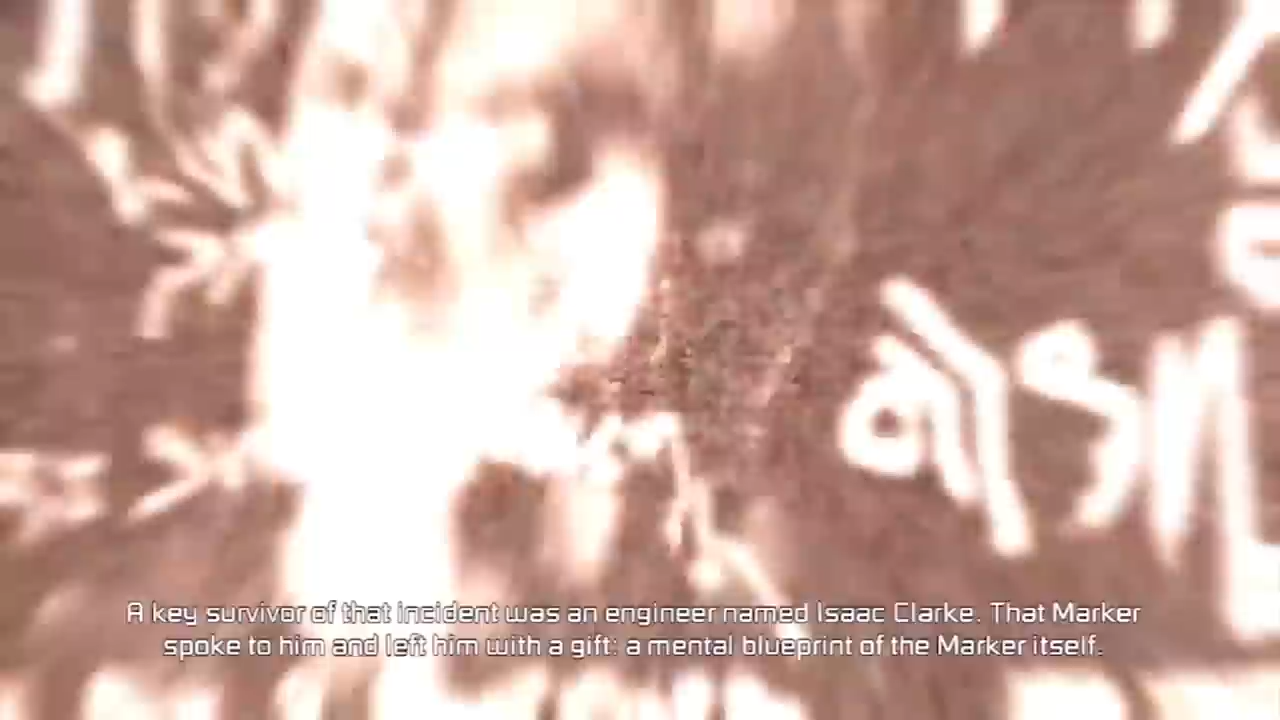 A key survivor of that incident was an engineer named Isaac Clarke. That Marker
spoke to him and left him with a gift: a mental blueprint of the Marker itself.